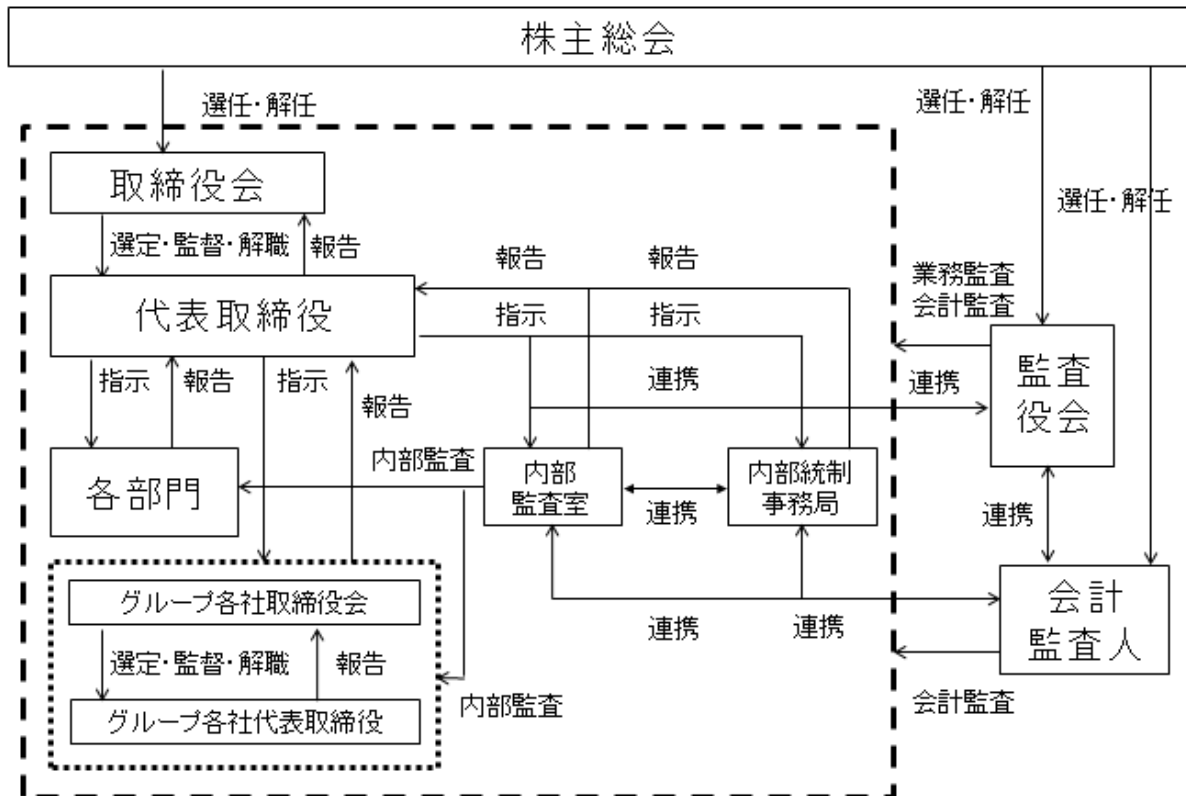 株主総会
選任・解任
選任・解任
取締役会
選任・解任
選定・監督・解職
報告
報告
報告
業務監査
会計監査
代表取締役
指示
指示
監査
役会
指示
報告
指示
連携
連携
報告
内部監査
各部門
内部
監査室
内部統制
事務局
連携
連携
グループ各社取締役会
会計
監査人
連携
連携
選定・監督・解職
報告
内部監査
会計監査
グループ各社代表取締役